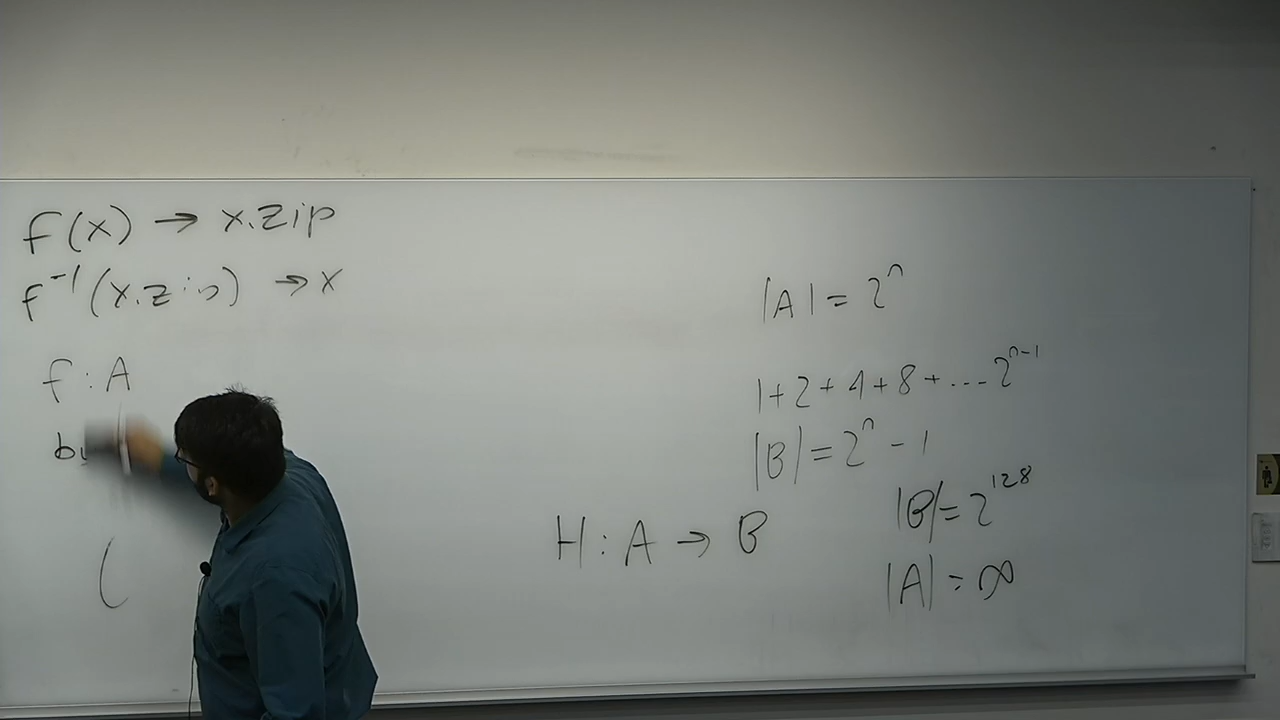 f(x) → x.zip
f⁻¹(x.zip) → x
f : A
H : A → B
|A| = 2ⁿ
1+2+4+8+....2ⁿ⁻¹
|B| = 2ⁿ - 1
|B| = 2¹²⁸
|A| = ∞